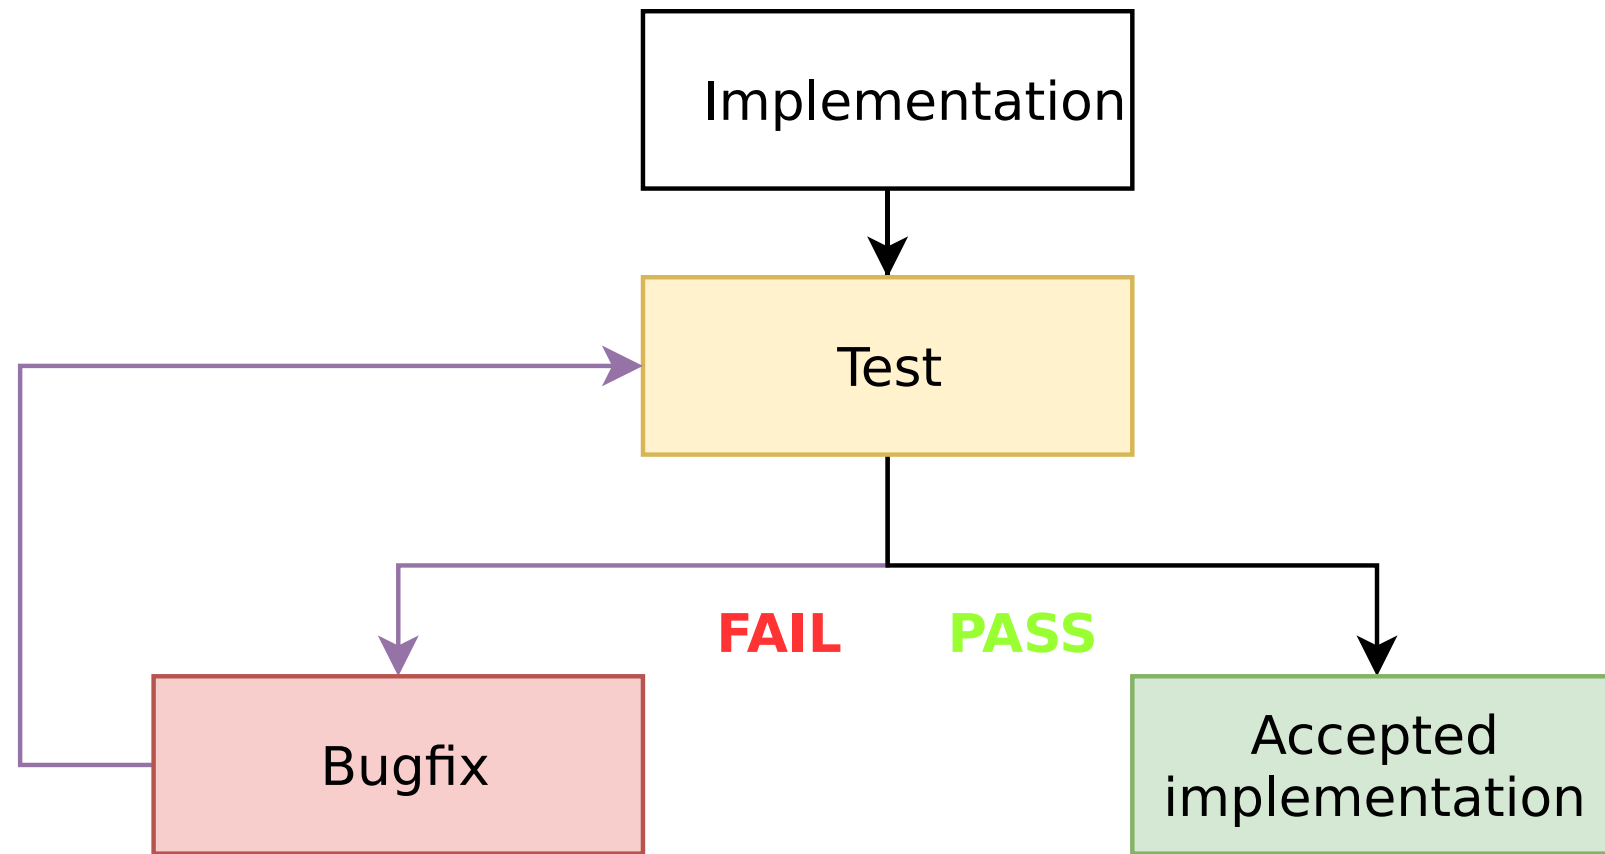 Implementation
Test
FAIL
PASS
Bugfix
Accepted
implementation